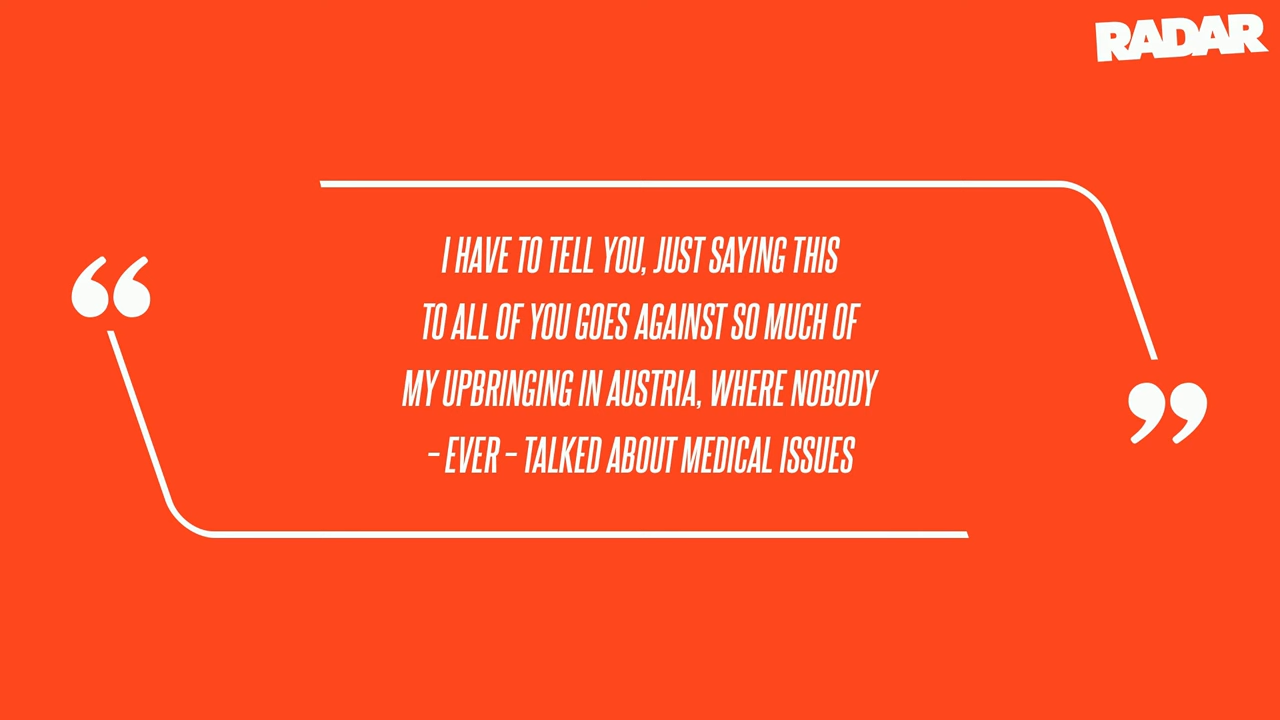 RADAR
I HAVE TO TELL YOU, JUST SAYING THIS
TO ALL OF YOU GOES AGAINST SO MUCH OF
MY UPBRINGING IN AUSTRIA, WHERE NOBODY
– EVER – TALKED ABOUT MEDICAL ISSUES